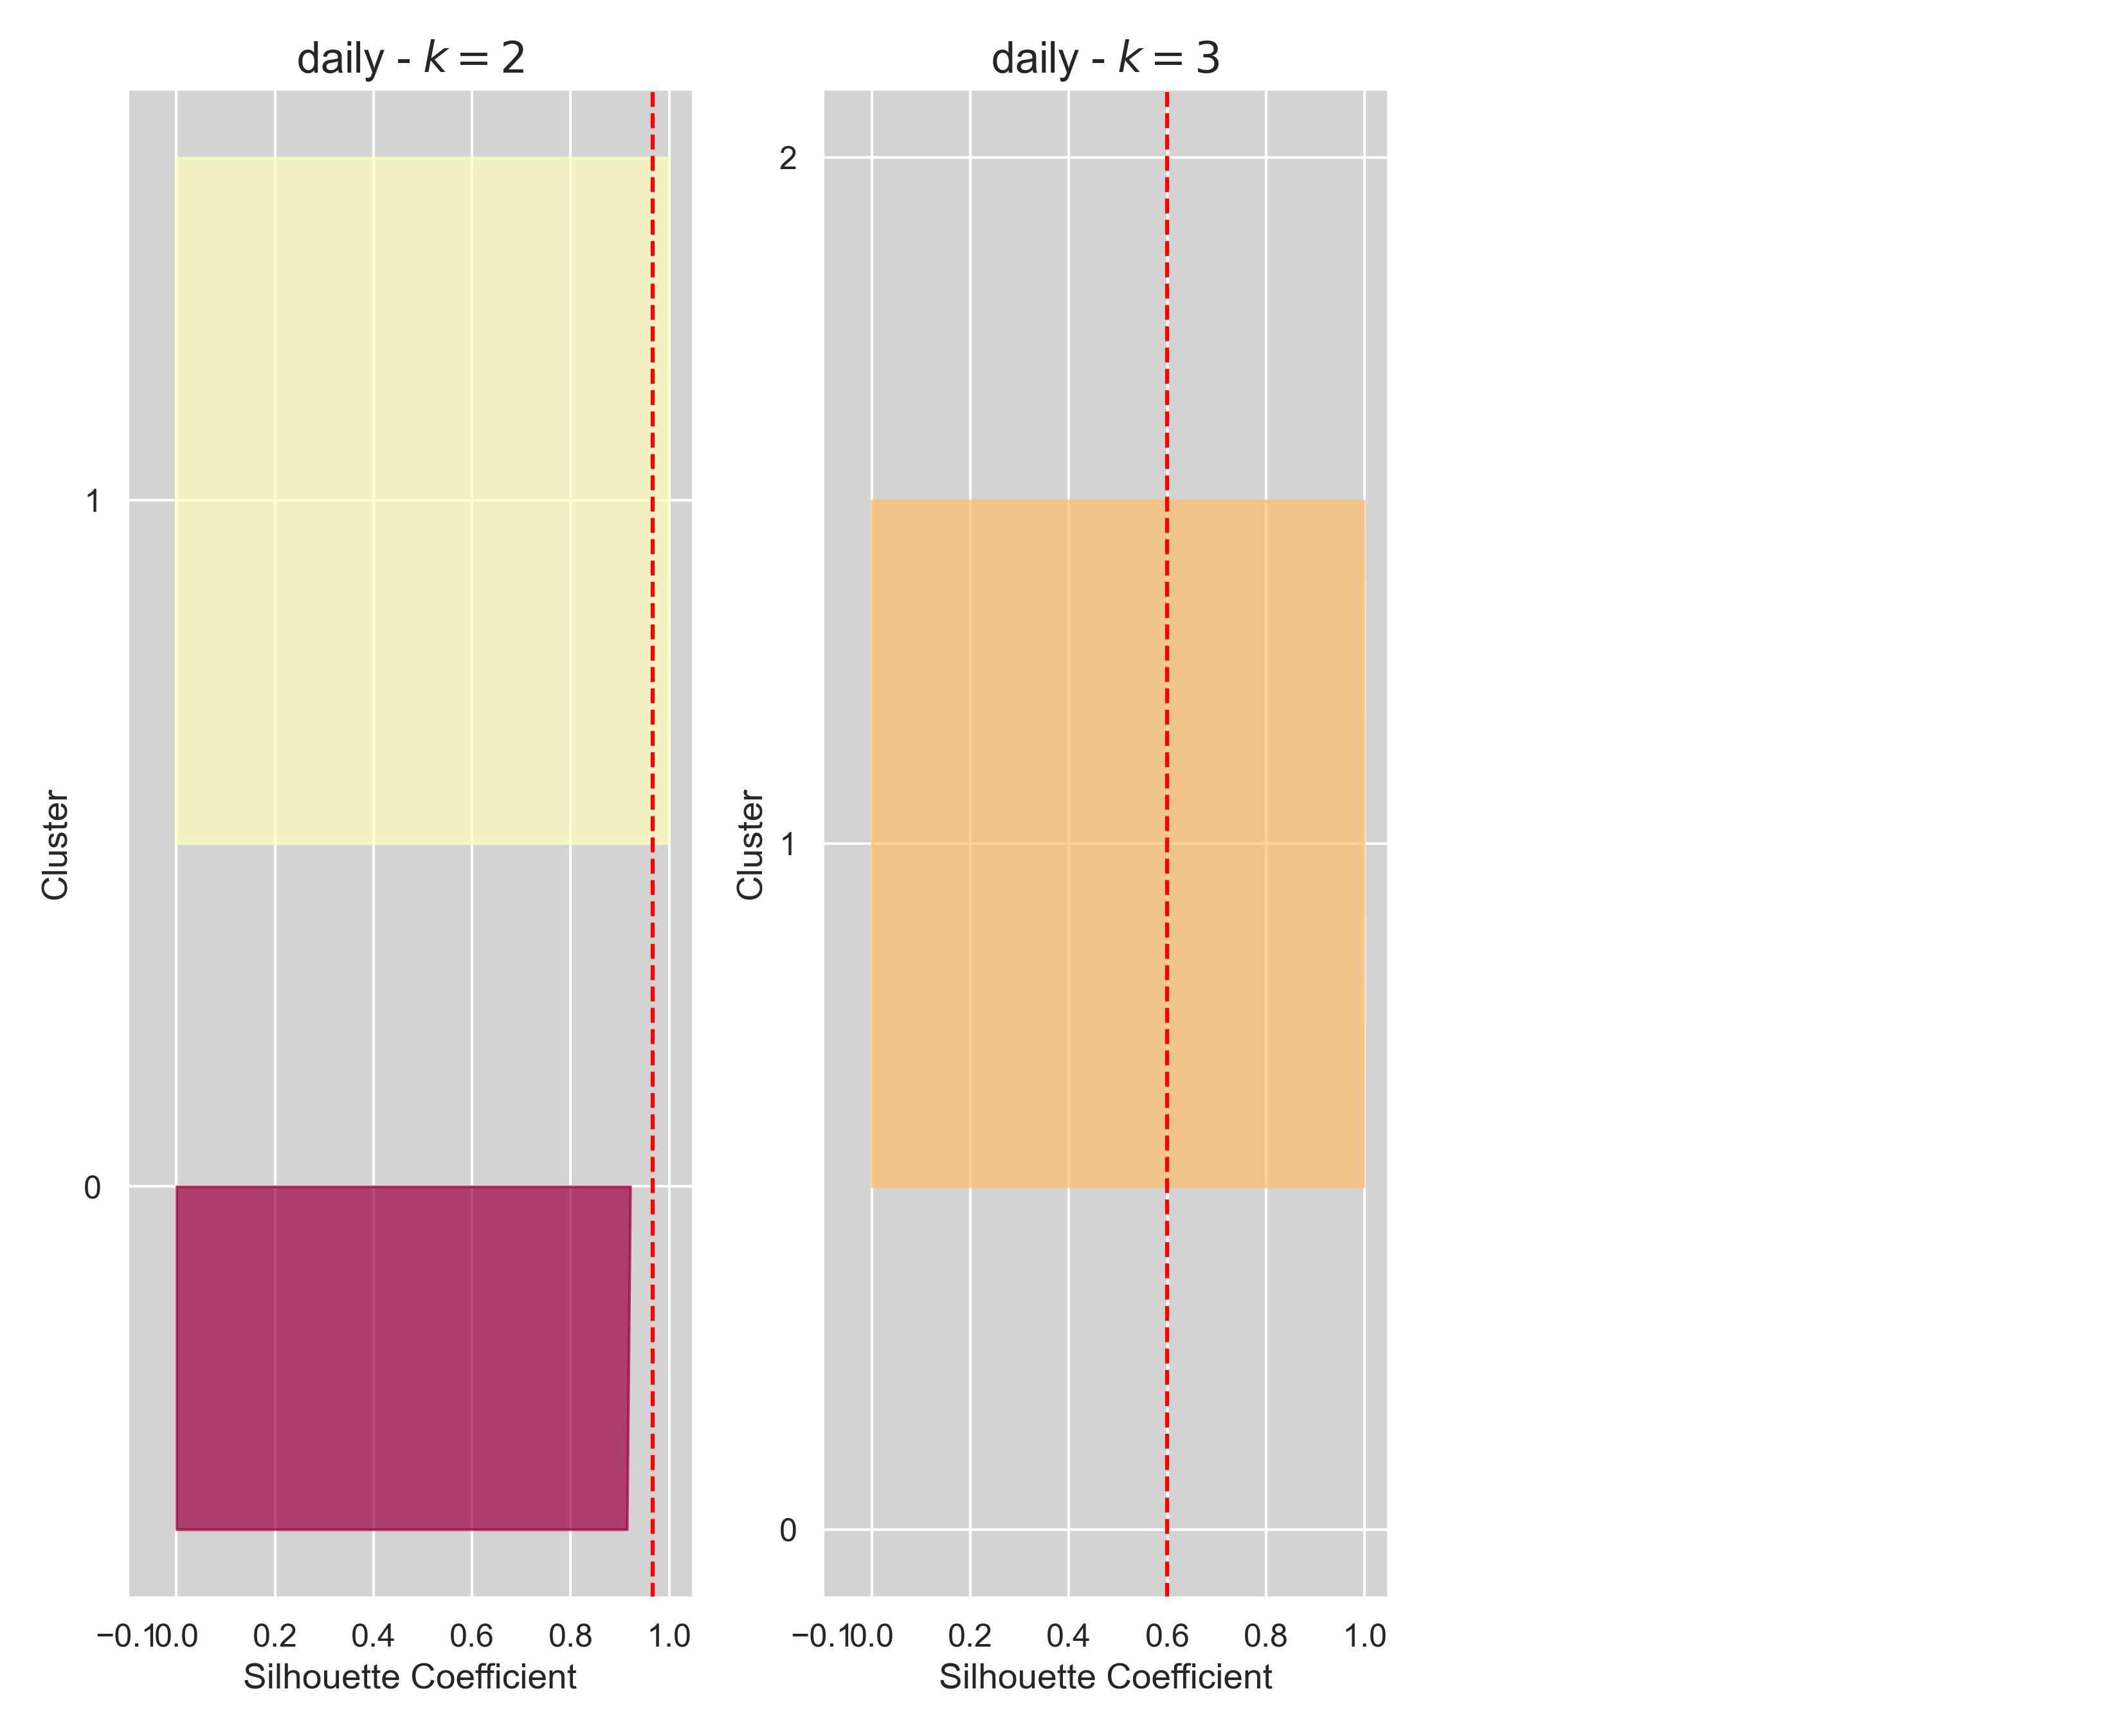 daily - k = 2
1
0
Cluster
−0.1 0.0 0.2 0.4 0.6 0.8 1.0
Silhouette Coefficient
daily - k = 3
2
1
0
Cluster
−0.1 0.0 0.2 0.4 0.6 0.8 1.0
Silhouette Coefficient